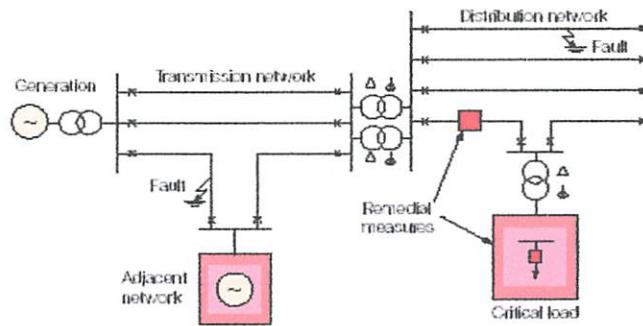 Distribution network
Fault
Generation
Transmission network
Δ
Δ
~
Δ
Δ
Fault
Remedial
measures
Adjacent
network
~
Critical load